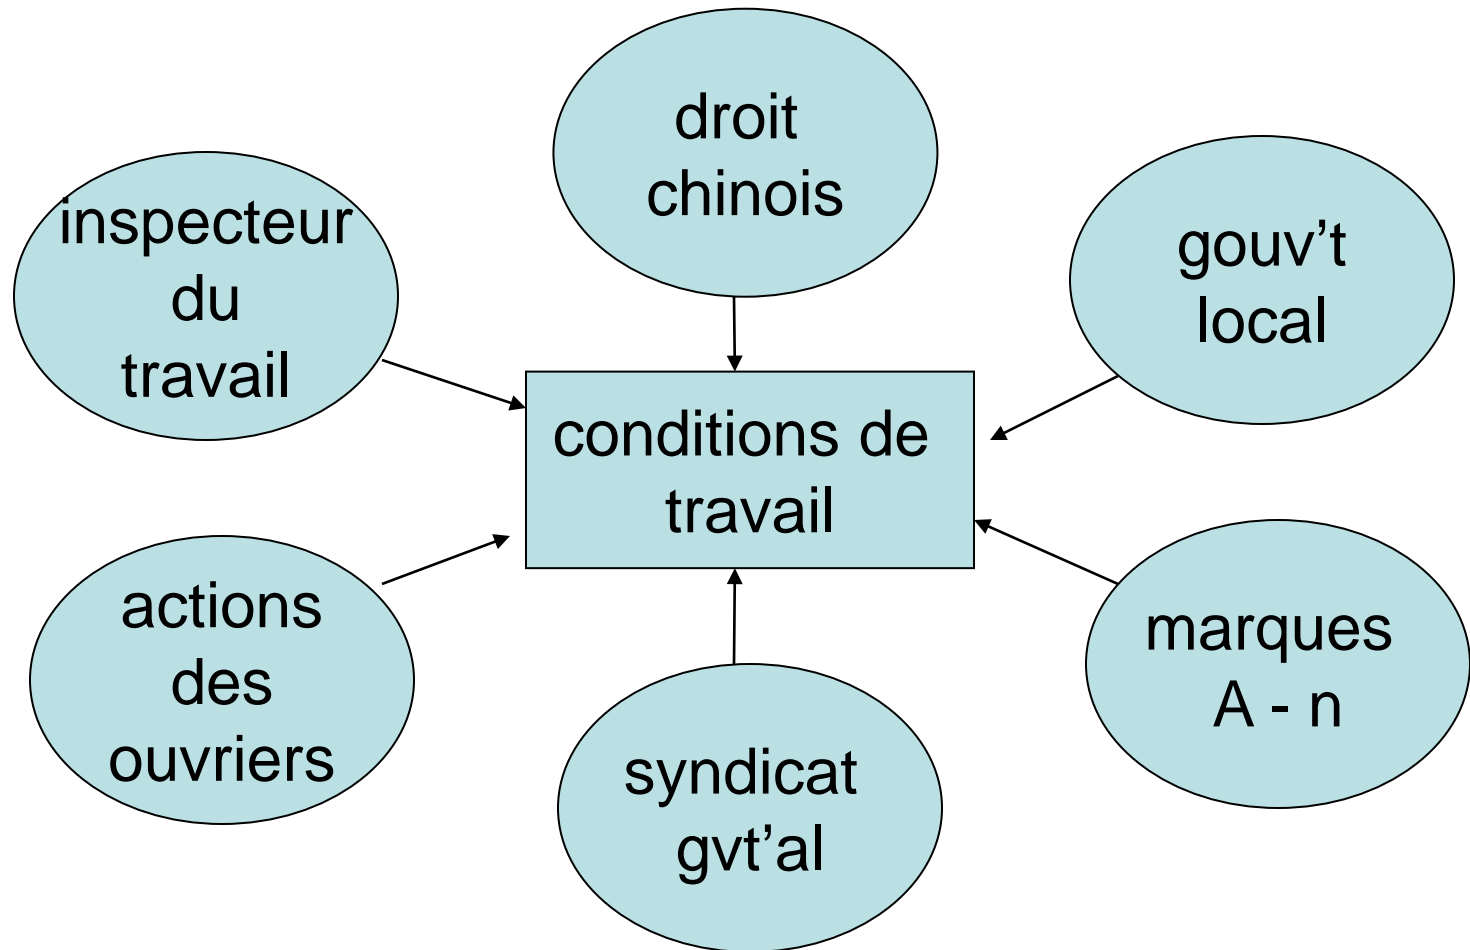 droit
chinois
inspecteur
du
travail
gouv’t
local
conditions de
travail
actions
des
ouvriers
marques
A - n
syndicat
gvt’al